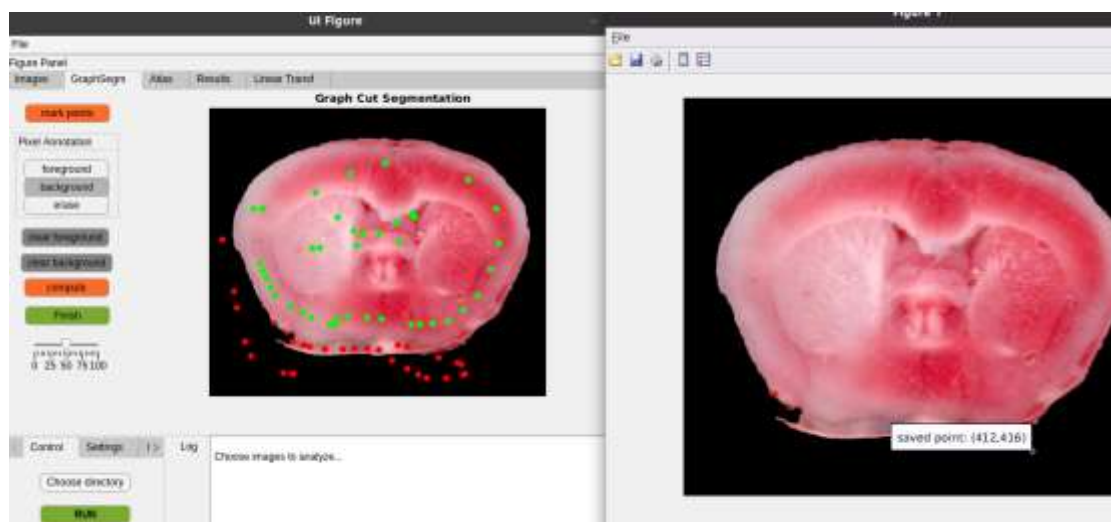 UI Figure
File
Figure Panel
Images GraphSegm Atlas Results Linear Transf
mark points
Graph Cut Segmentation
Pixel Annotation
foreground
background
erase
clear foreground
clear background
compute
Finish
0 25 50 75 100
Control Settings
Log
Choose images to analyze...
Choose directory
RUN
File
saved point: (412,436)